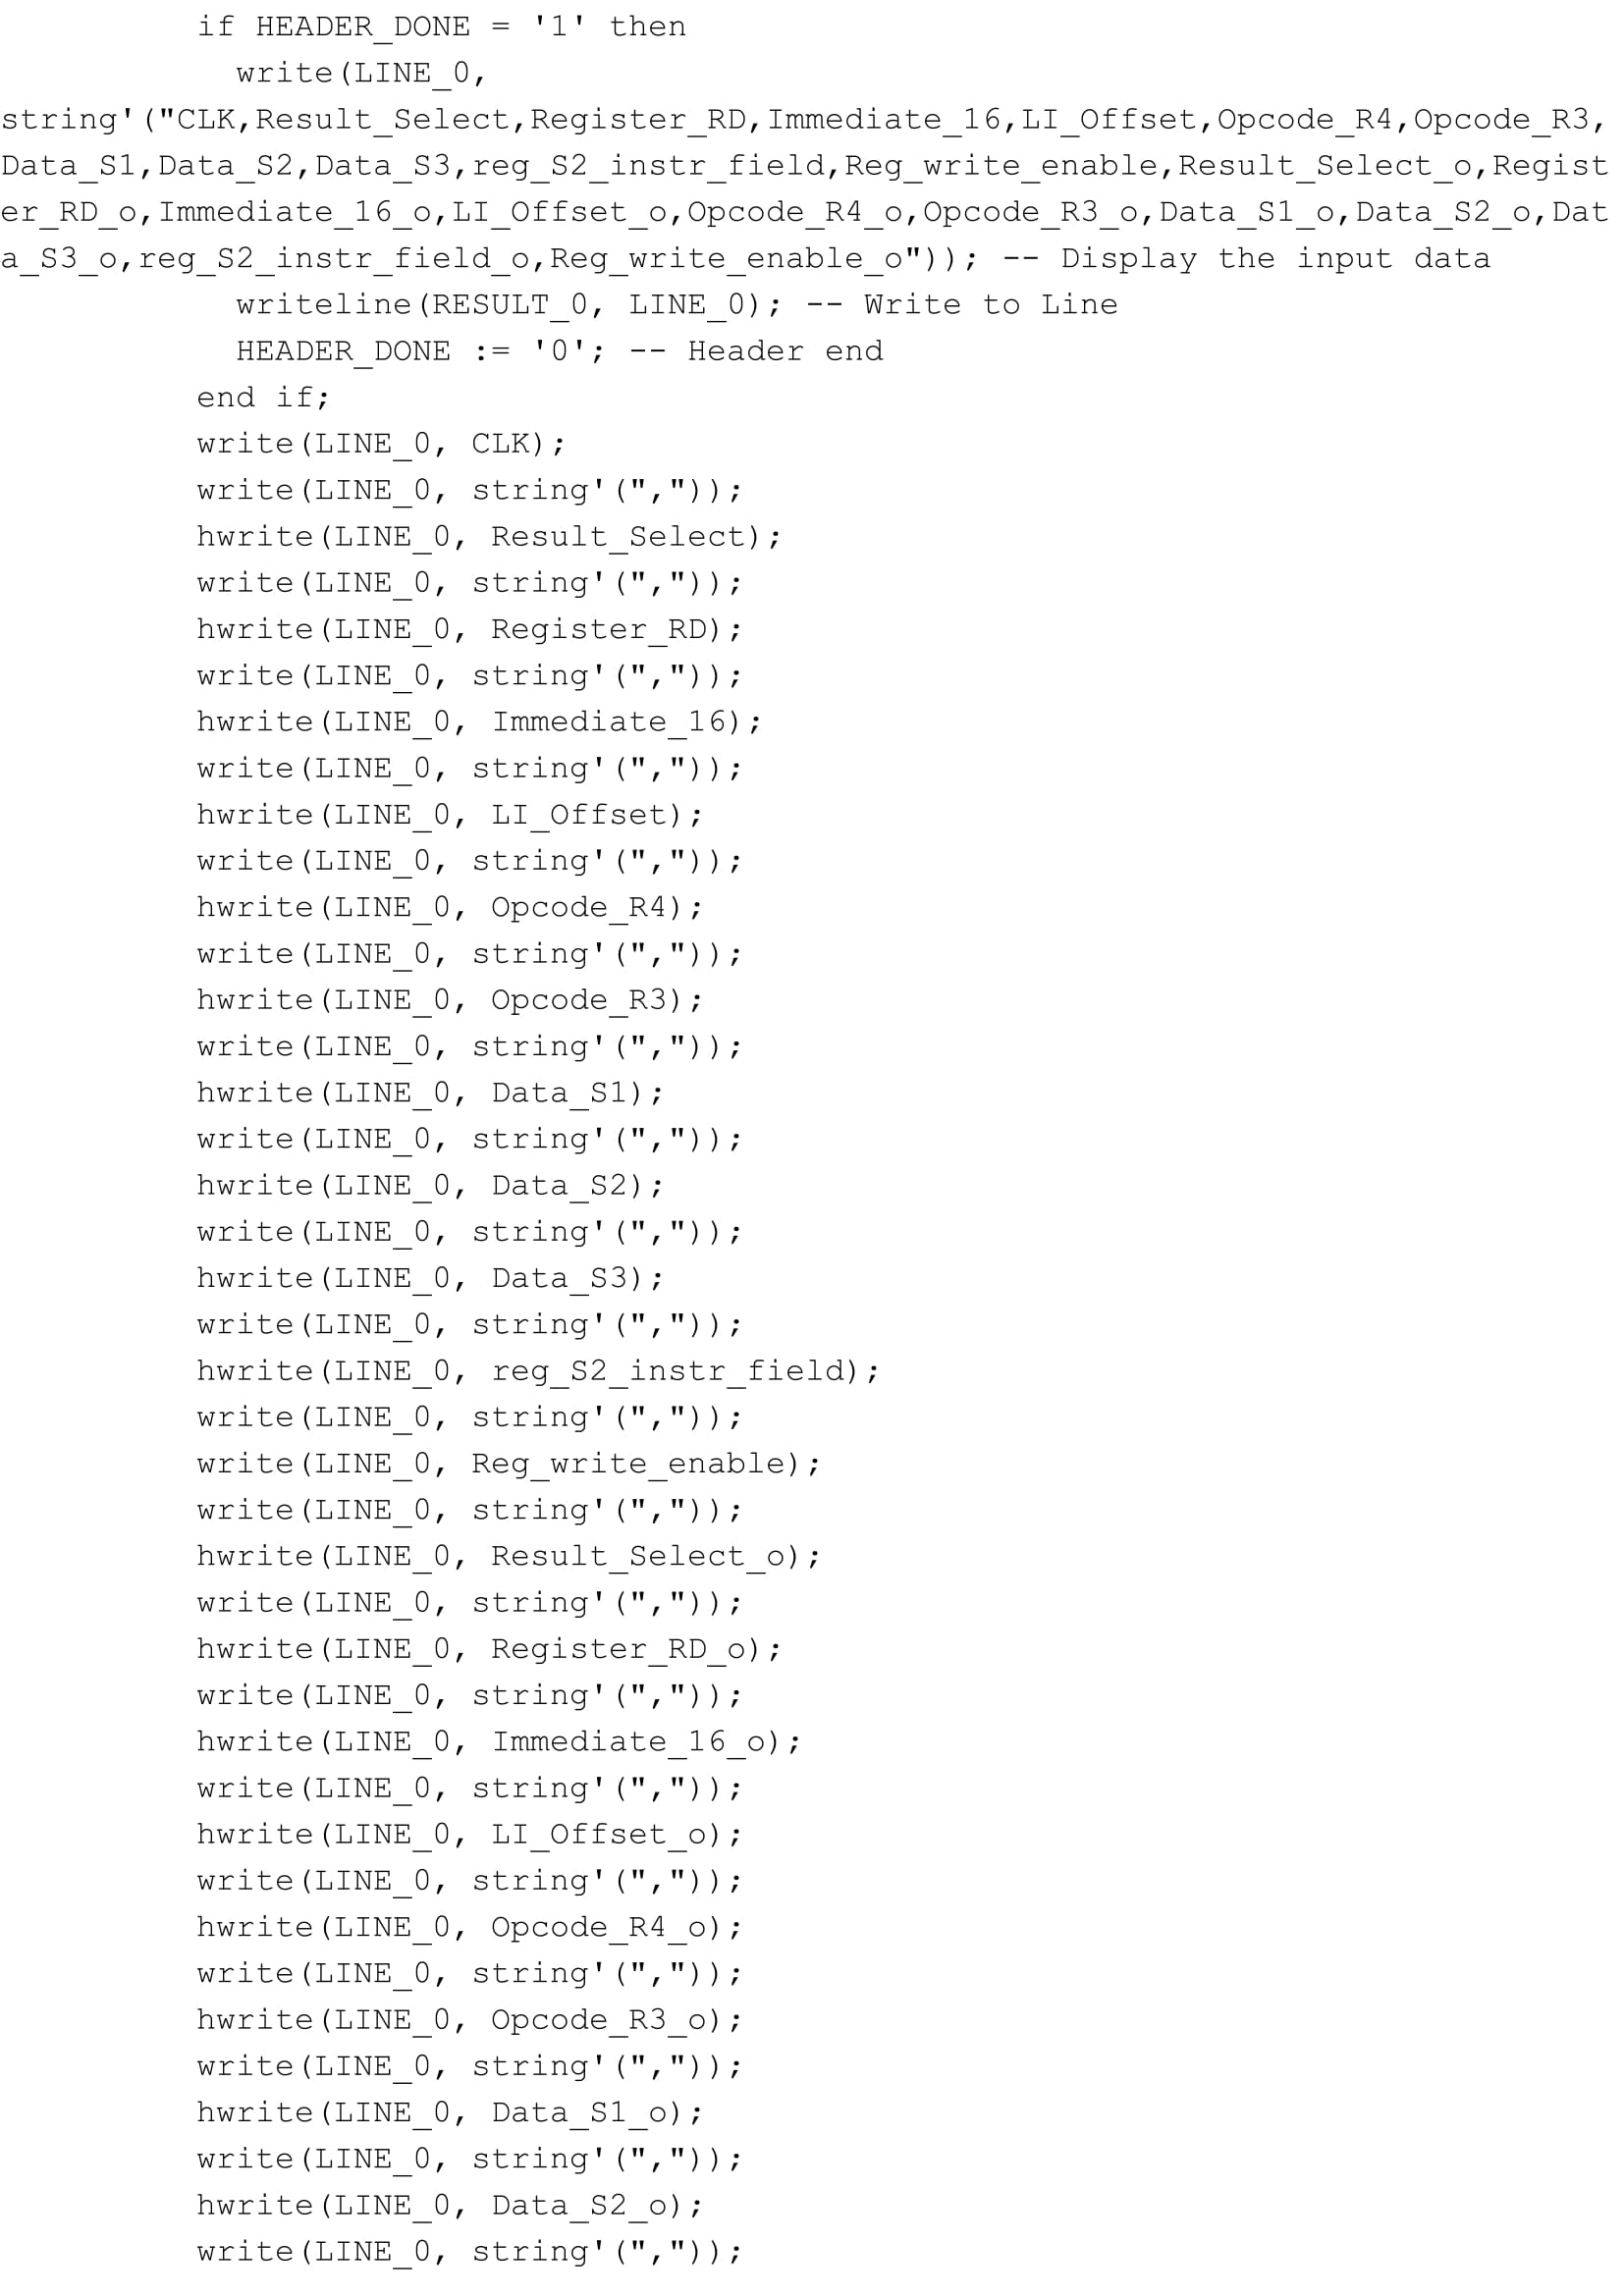 if HEADER_DONE = '1' then
write(LINE_0,
string'("CLK,Result_Select,Register_RD,Immediate_16,LI_Offset,Opcode_R4,Opcode_R3,
Data_S1,Data_S2,Data_S3,reg_S2_instr_field,Reg_write_enable,Result_Select_o,Regist
er_RD_o,Immediate_16_o,LI_Offset_o,Opcode_R4_o,Opcode_R3_o,Data_S1_o,Data_S2_o,Dat
a_S3_o,reg_S2_instr_field_o,Reg_write_enable_o")); -- Display the input data
writeline(RESULT_0, LINE_0); -- Write to Line
HEADER_DONE := '0'; -- Header end
end if;
write(LINE_0, CLK);
write(LINE_0, string'(","));
hwrite(LINE_0, Result_Select);
write(LINE_0, string'(","));
hwrite(LINE_0, Register_RD);
write(LINE_0, string'(","));
hwrite(LINE_0, Immediate_16);
write(LINE_0, string'(","));
hwrite(LINE_0, LI_Offset);
write(LINE_0, string'(","));
hwrite(LINE_0, Opcode_R4);
write(LINE_0, string'(","));
hwrite(LINE_0, Opcode_R3);
write(LINE_0, string'(","));
hwrite(LINE_0, Data_S1);
write(LINE_0, string'(","));
hwrite(LINE_0, Data_S2);
write(LINE_0, string'(","));
hwrite(LINE_0, Data_S3);
write(LINE_0, string'(","));
hwrite(LINE_0, reg_S2_instr_field);
write(LINE_0, string'(","));
write(LINE_0, Reg_write_enable);
write(LINE_0, string'(","));
hwrite(LINE_0, Result_Select_o);
write(LINE_0, string'(","));
hwrite(LINE_0, Register_RD_o);
write(LINE_0, string'(","));
hwrite(LINE_0, Immediate_16_o);
write(LINE_0, string'(","));
hwrite(LINE_0, LI_Offset_o);
write(LINE_0, string'(","));
hwrite(LINE_0, Opcode_R4_o);
write(LINE_0, string'(","));
hwrite(LINE_0, Opcode_R3_o);
write(LINE_0, string'(","));
hwrite(LINE_0, Data_S1_o);
write(LINE_0, string'(","));
hwrite(LINE_0, Data_S2_o);
write(LINE_0, string'(","));